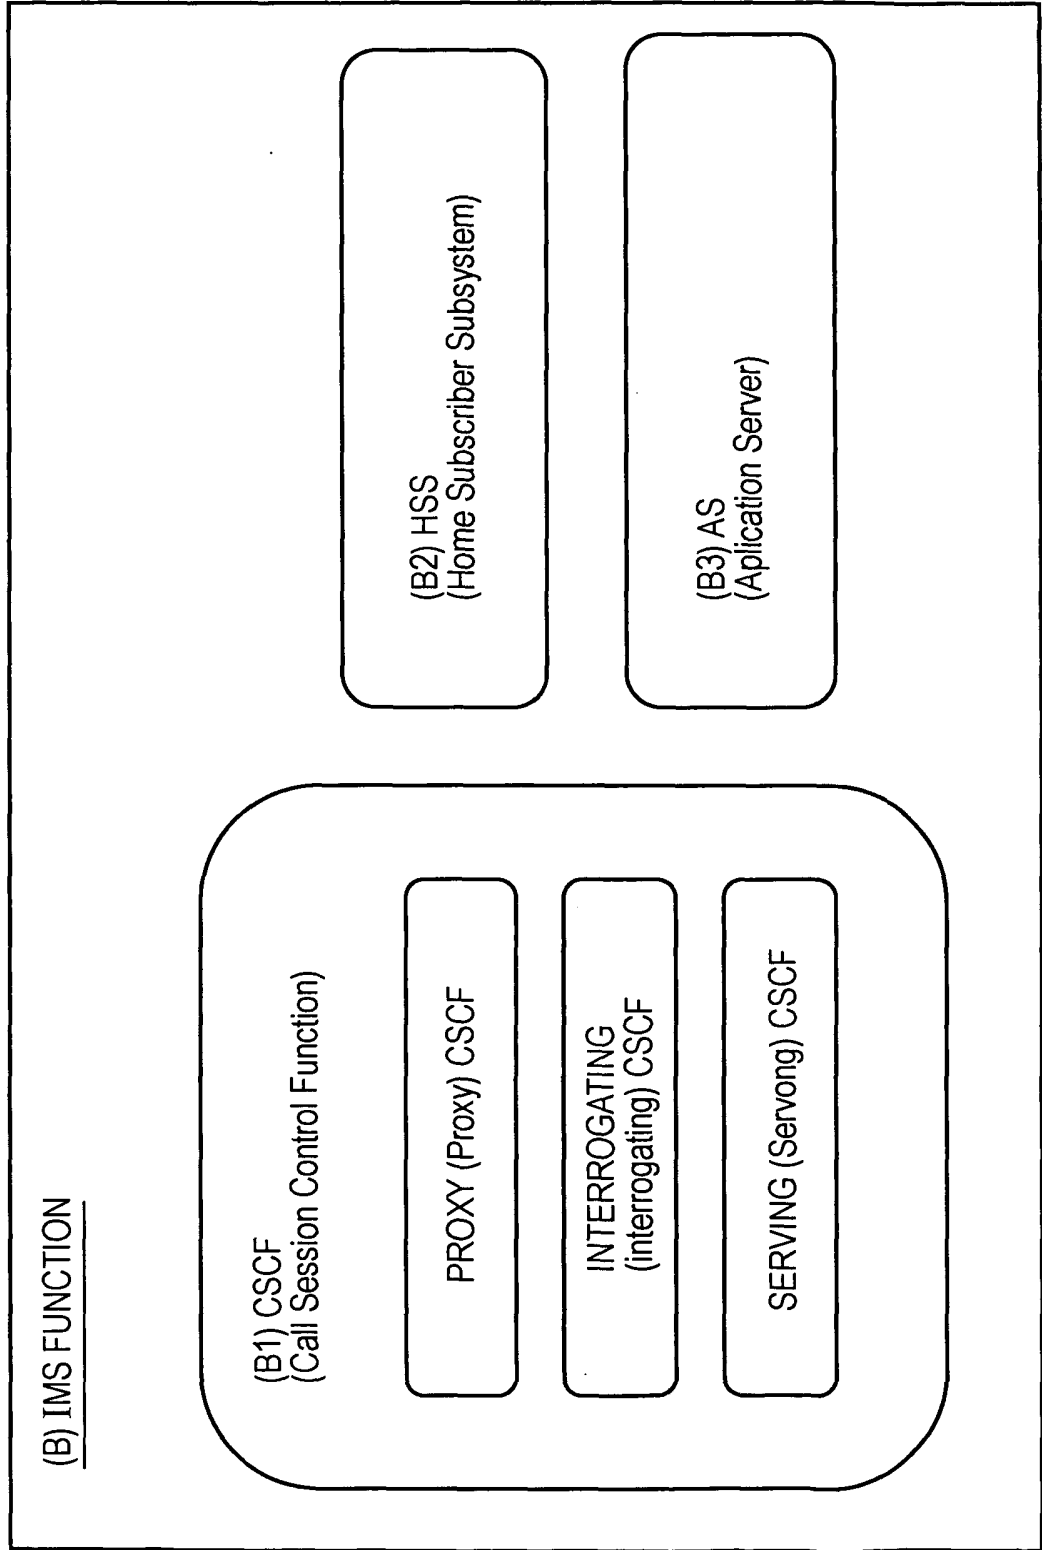 (B) IMS FUNCTION
(B1) CSCF
(Call Session Control Function)
PROXY (Proxy) CSCF
INTERROGATING
(interrogating) CSCF
SERVING (Servong) CSCF
(B2) HSS
(Home Subscriber Subsystem)
(B3) AS
(Aplication Server)